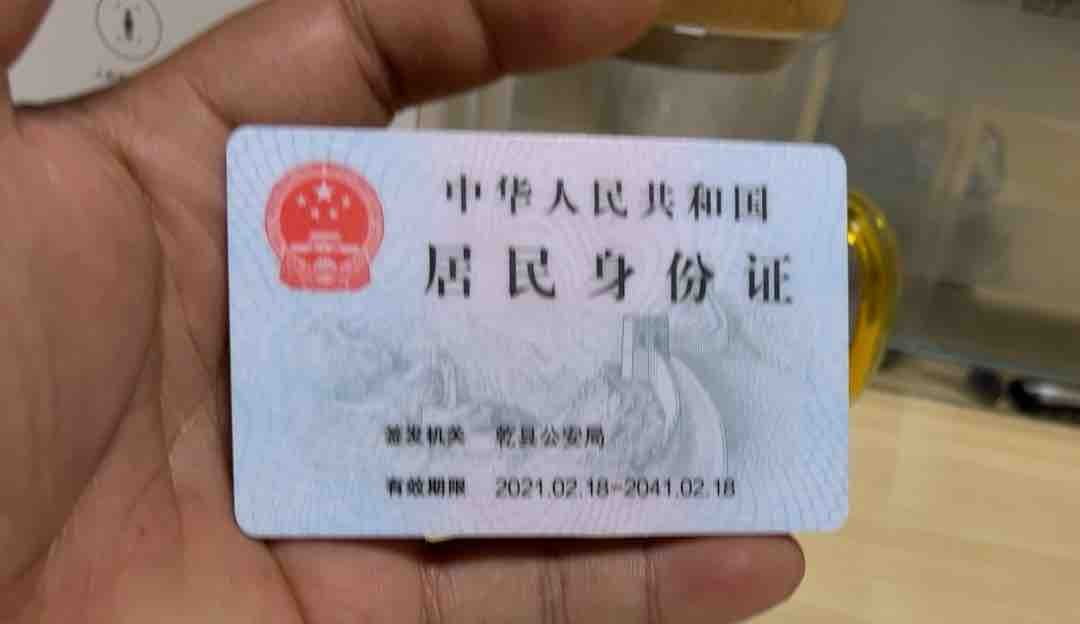 中华人民共和国
居民身份证
签发机关 乾县公安局
有效期限 2021.02.18-2041.02.18